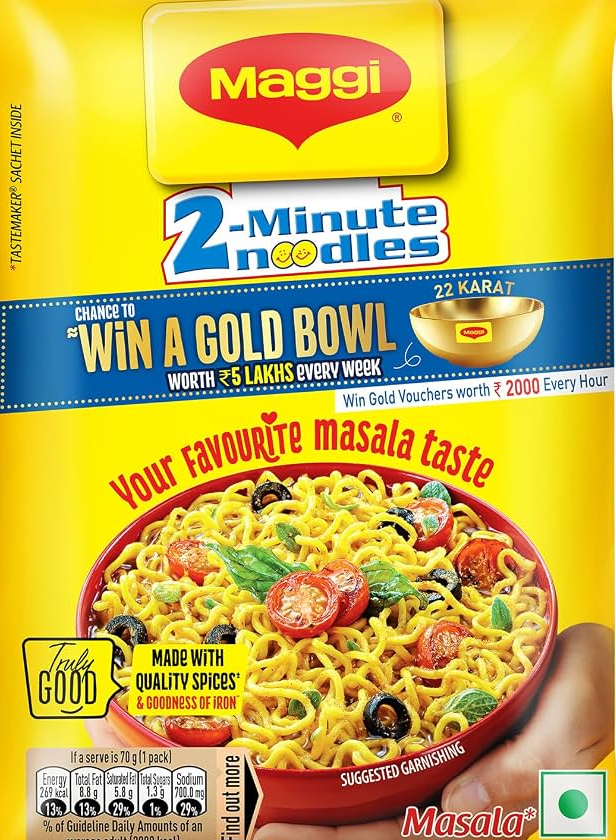 Maggi
®
*TASTEMAKER® SACHET INSIDE
2-Minute
noodles
CHANCE TO
≈WIN A GOLD BOWL
WORTH ₹5 LAKHS EVERY WEEK
22 KARAT
Maggi
Win Gold Vouchers worth ₹ 2000 Every Hour
Your FAVOURITE masala taste
Truly
GOOD
MADE WITH
QUALITY SPICES‡
& GOODNESS OF IRON
SUGGESTED GARNISHING
If a serve is 70 g (1 pack)
Energy Total Fat Saturated Fat Total Sugars Sodium
269 kcal 8.8 g 5.8 g 1.3 g 700.0 mg
13% 13% 29% 1% 29%
% of Guideline Daily Amounts of an
average adult (2000 kcal)
Find out more
Masala*